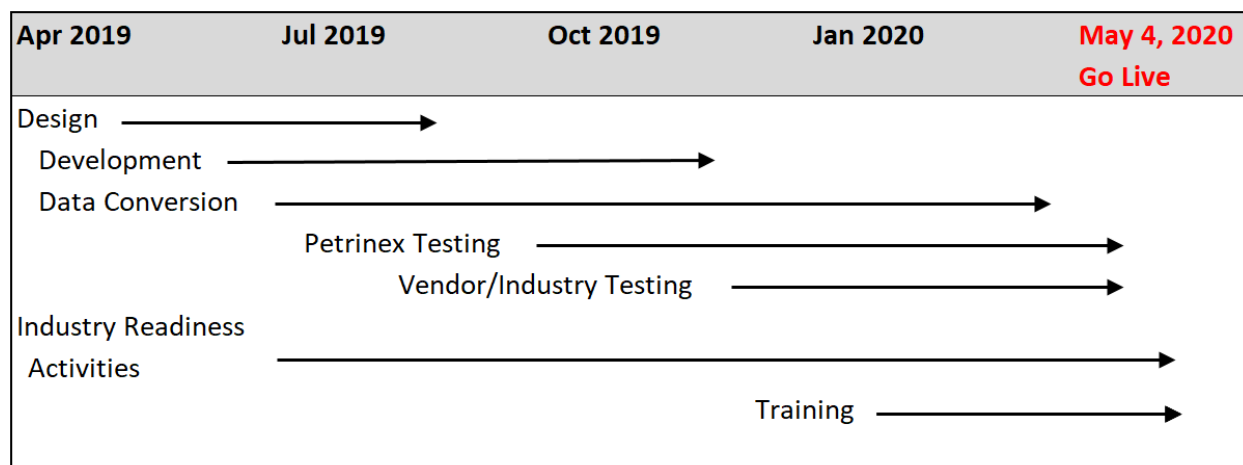 Apr 2019 Jul 2019 Oct 2019 Jan 2020 May 4, 2020
Go Live
Design
Development
Data Conversion
Petrinex Testing
Vendor/Industry Testing
Industry Readiness
Activities
Training